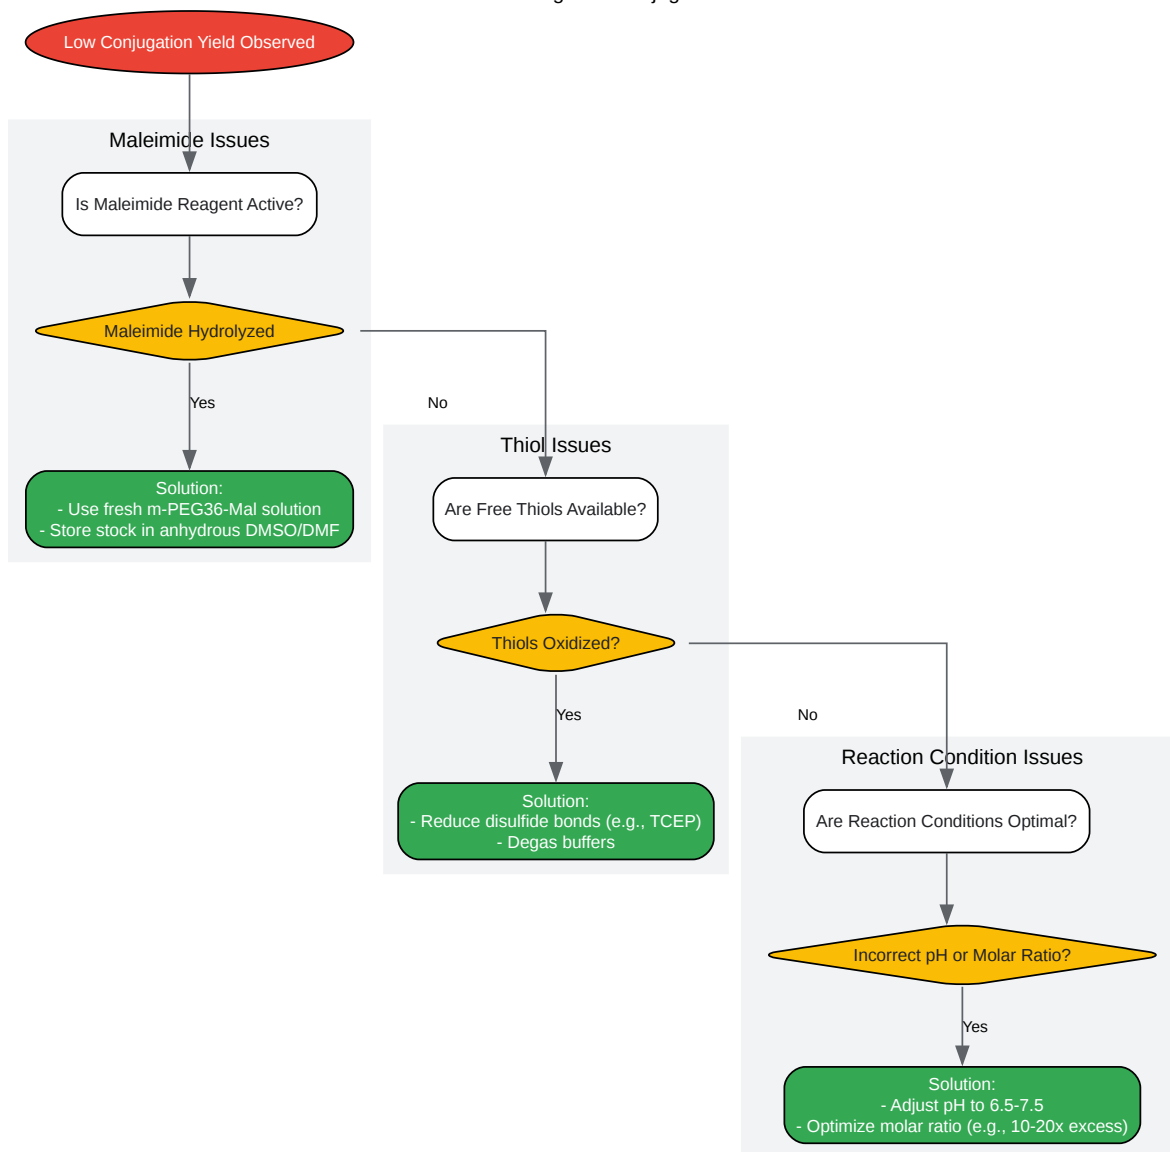 Low Conjugation Yield Observed
Maleimide Issues
Is Maleimide Reagent Active?
Maleimide Hydrolyzed
Yes
No
Solution:
- Use fresh m-PEG36-Mal solution
- Store stock in anhydrous DMSO/DMF
Thiol Issues
Are Free Thiols Available?
Thiols Oxidized?
Yes
No
Solution:
- Reduce disulfide bonds (e.g., TCEP)
- Degas buffers
Reaction Condition Issues
Are Reaction Conditions Optimal?
Incorrect pH or Molar Ratio?
Yes
Solution:
- Adjust pH to 6.5-7.5
- Optimize molar ratio (e.g., 10-20x excess)